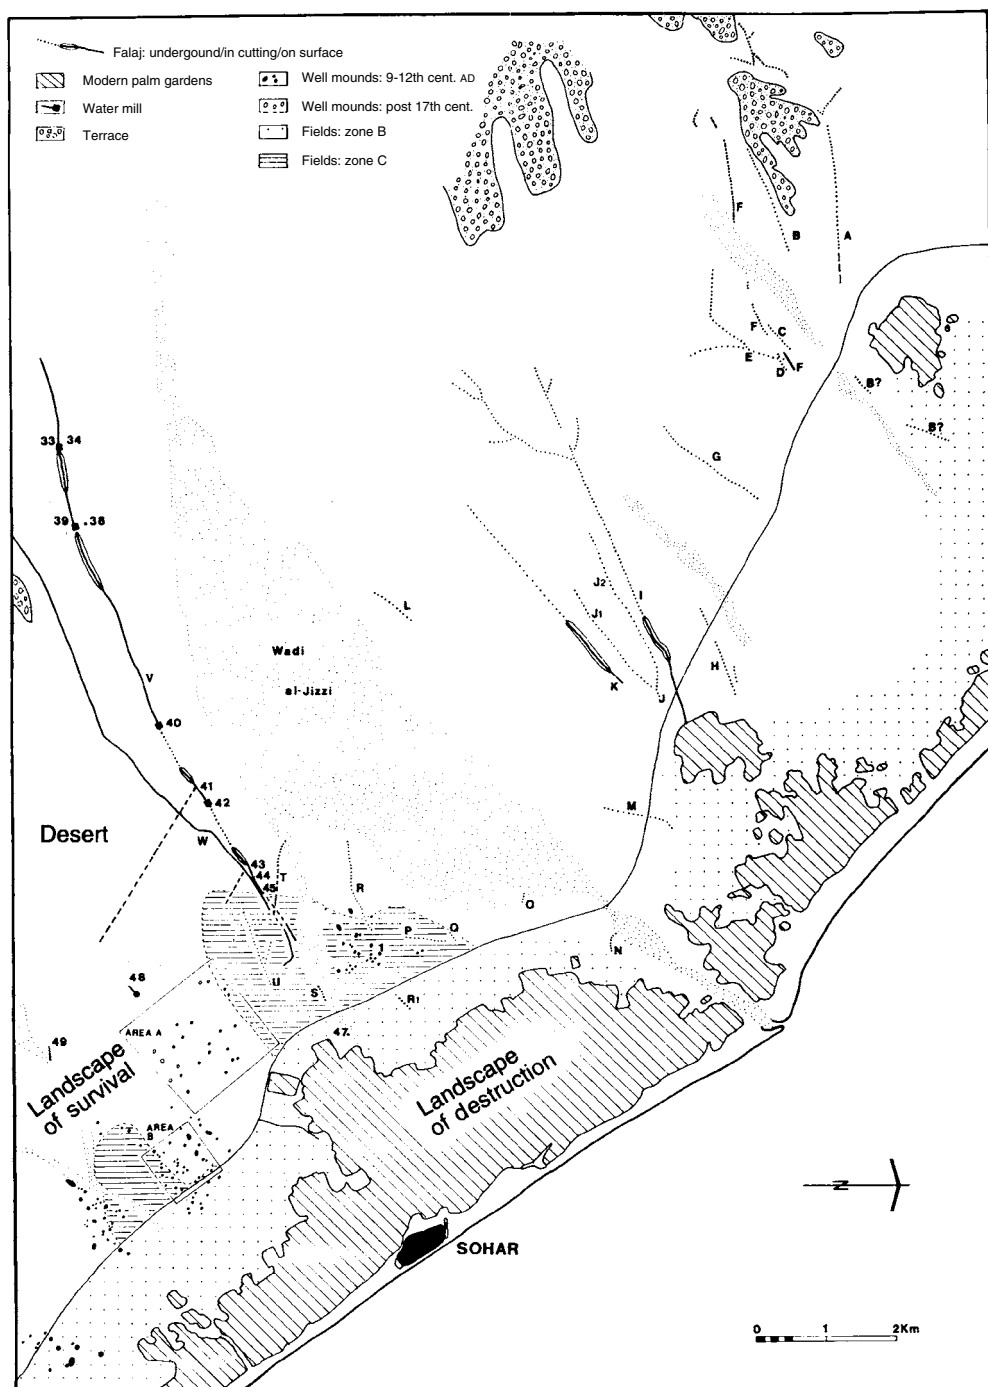 Falaj: undergound/in cutting/on surface
Modern palm gardens
Water mill
Terrace
Well mounds: 9-12th cent. AD
Well mounds: post 17th cent.
Fields: zone B
Fields: zone C
F
B
A
F
C
E
D
F
6
B?
B?
G
33
34
39
38
J2
J1
I
L
H
K
J
Wadi
al-Jizzi
V
40
41
42
M
W
Desert
43
44
45
T
R
O
P
Q
1
N
U
S
R1
48
47.
49
AREA A
Landscape
of survival
Landscape
of destruction
AREA
B
N
SOHAR
0 1 2Km